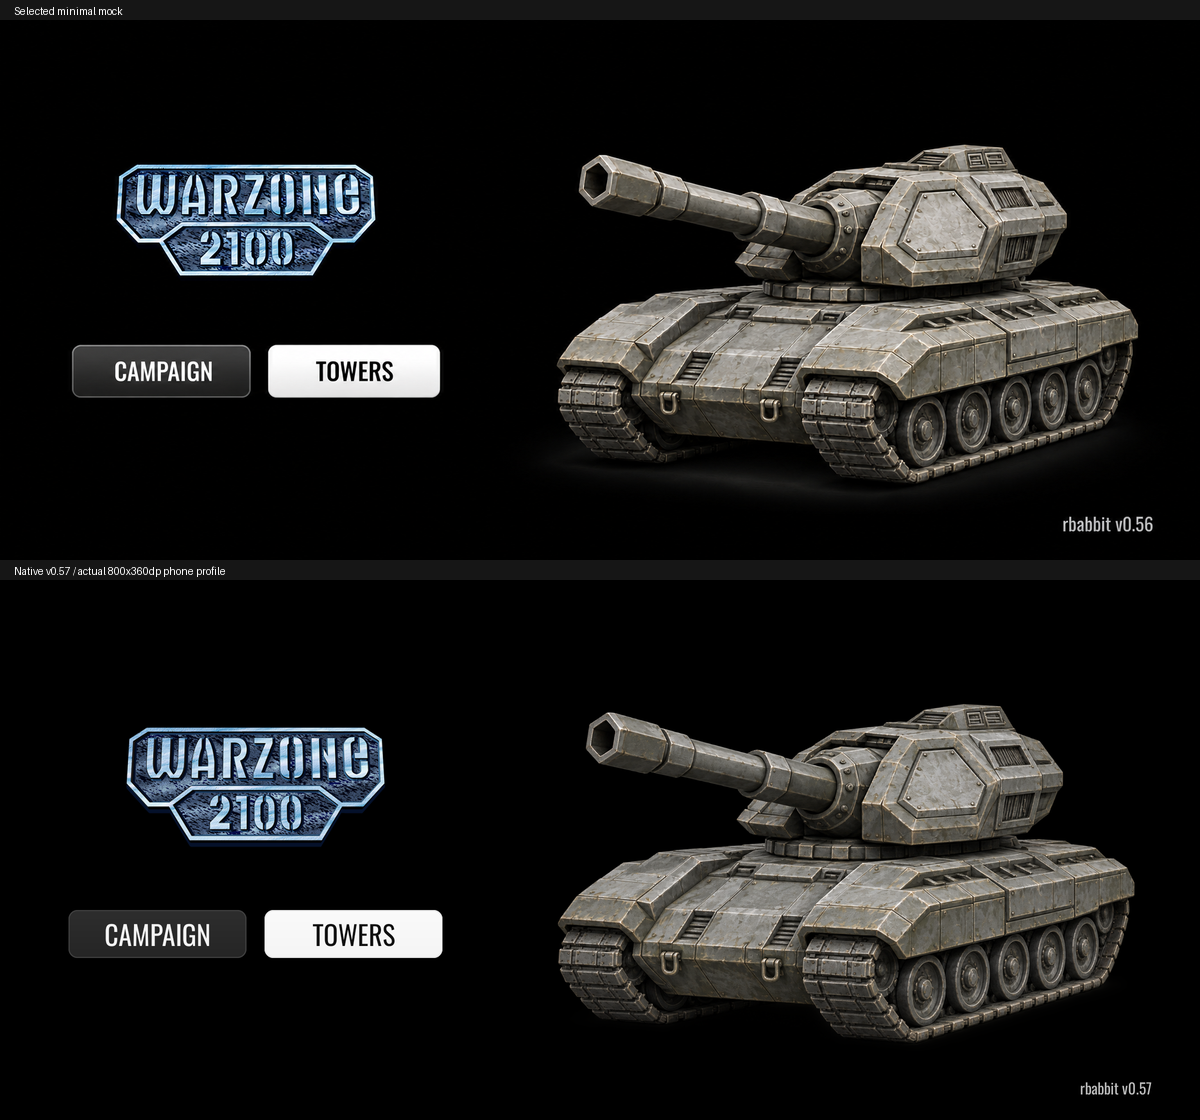 Selected minimal mock
WARZONE
2100
CAMPAIGN
TOWERS
rbabbit v0.56
Native v0.57 / actual 800x360dp phone profile
WARZONE
2100
CAMPAIGN
TOWERS
rbabbit v0.57